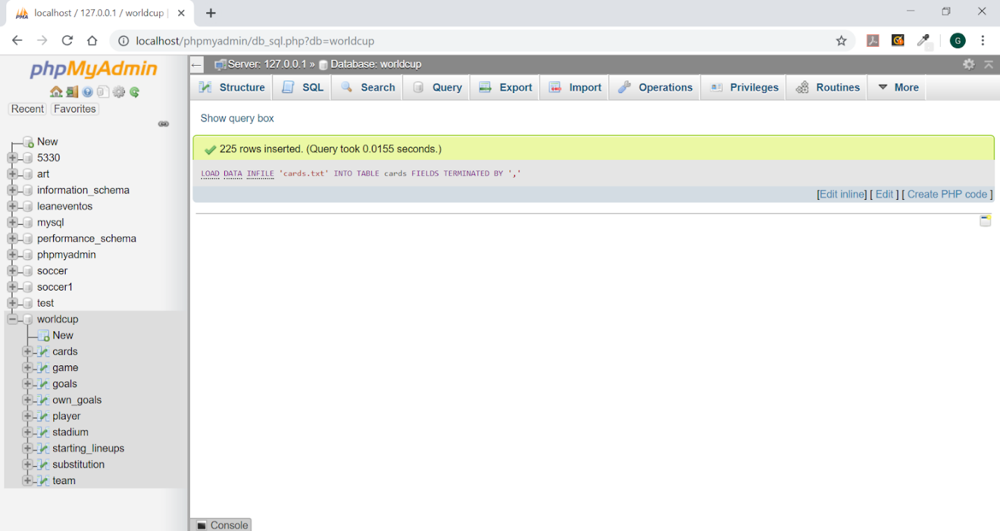 localhost / 127.0.0.1 / worldcup |
localhost/phpmyadmin/db_sql.php?db=worldcup
G
phpMyAdmin
Recent Favorites
New
5330
art
information_schema
leaneventos
mysql
performance_schema
phpmyadmin
soccer
soccer1
test
worldcup
New
cards
game
goals
own_goals
player
stadium
starting_lineups
substitution
team
Server: 127.0.0.1 » Database: worldcup
Structure SQL Search Query Export Import Operations Privileges Routines More
Show query box
225 rows inserted. (Query took 0.0155 seconds.)
LOAD DATA INFILE 'cards.txt' INTO TABLE cards FIELDS TERMINATED BY ','
[Edit inline] [ Edit ] [ Create PHP code ]
Console